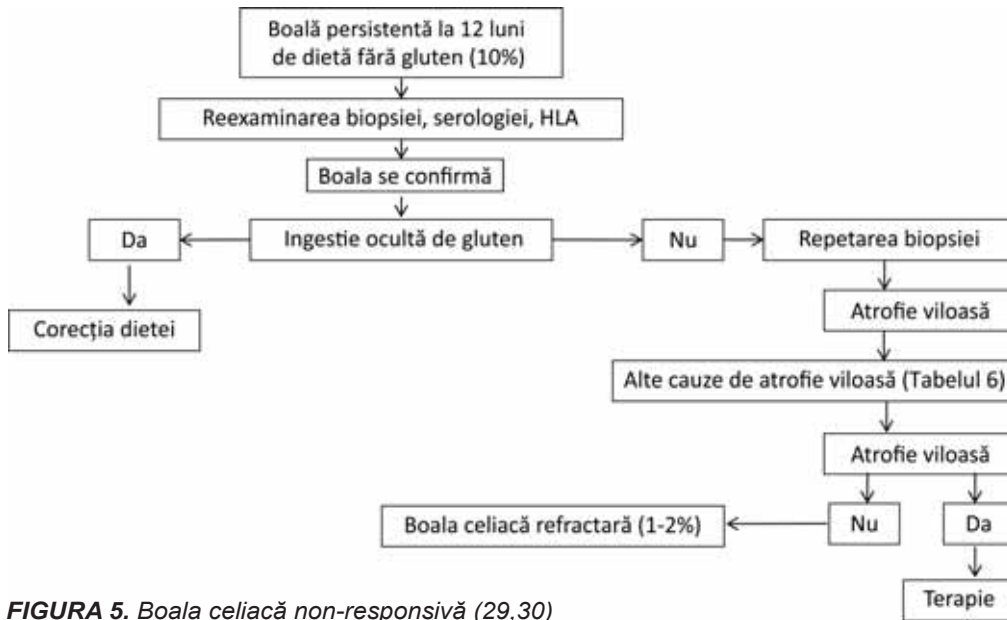 Boală persistentă la 12 luni
de dietă fără gluten (10%)
Reexaminarea biopsiei, serologiei, HLA
Boala se confirmă
Da
Ingestie ocultă de gluten
Nu
Repetarea biopsiei
Corecția dietei
Atrofie viloasă
Alte cauze de atrofie viloasă (Tabelul 6)
Atrofie viloasă
Boala celiacă refractară (1-2%)
Nu
Da
Terapie
FIGURA 5. Boala celiacă non-responsivă (29,30)